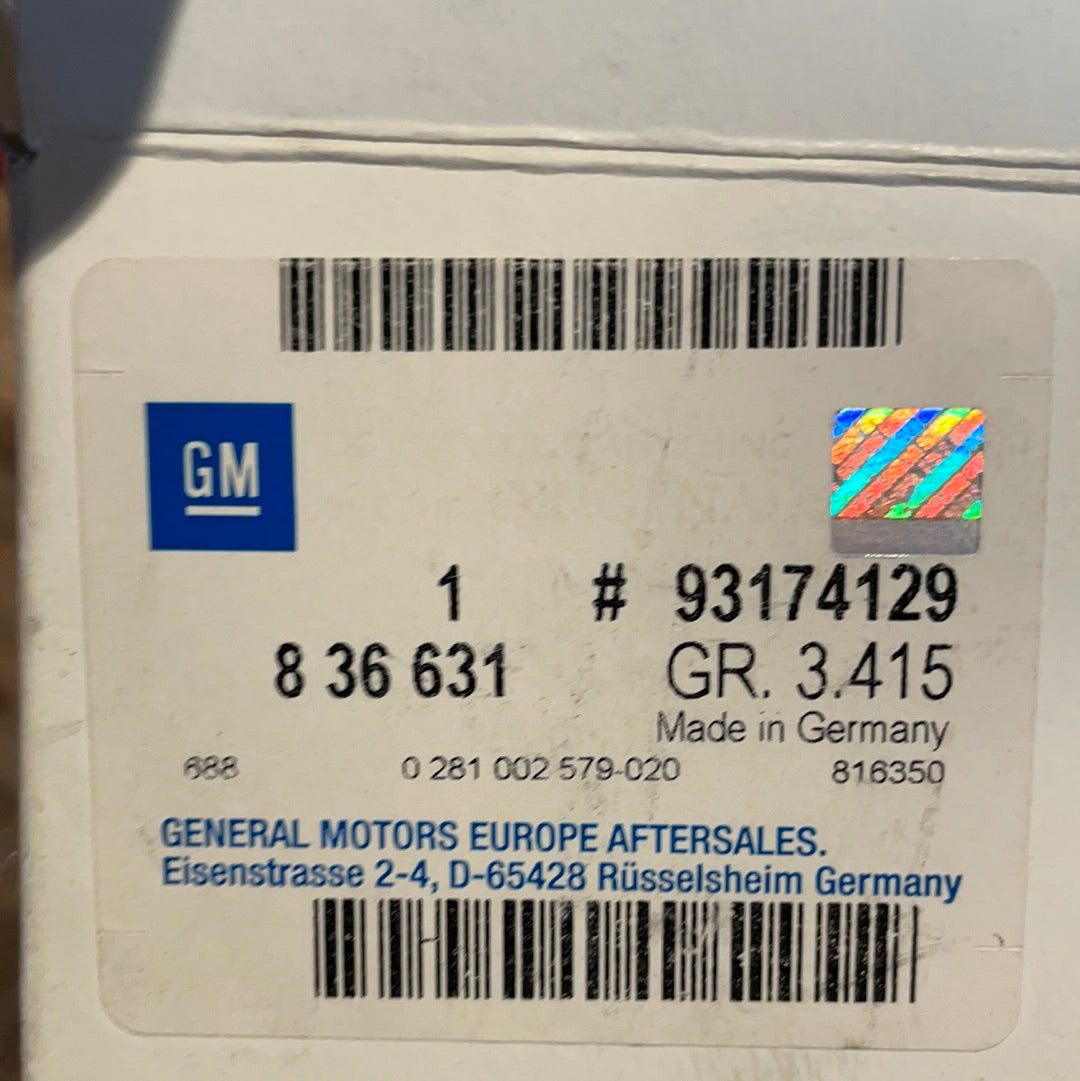 GM
1 # 93174129
8 36 631 GR. 3.415
Made in Germany
688 0 281 002 579-020 816350
GENERAL MOTORS EUROPE AFTERSALES.
Eisenstrasse 2-4, D-65428 Rüsselsheim Germany